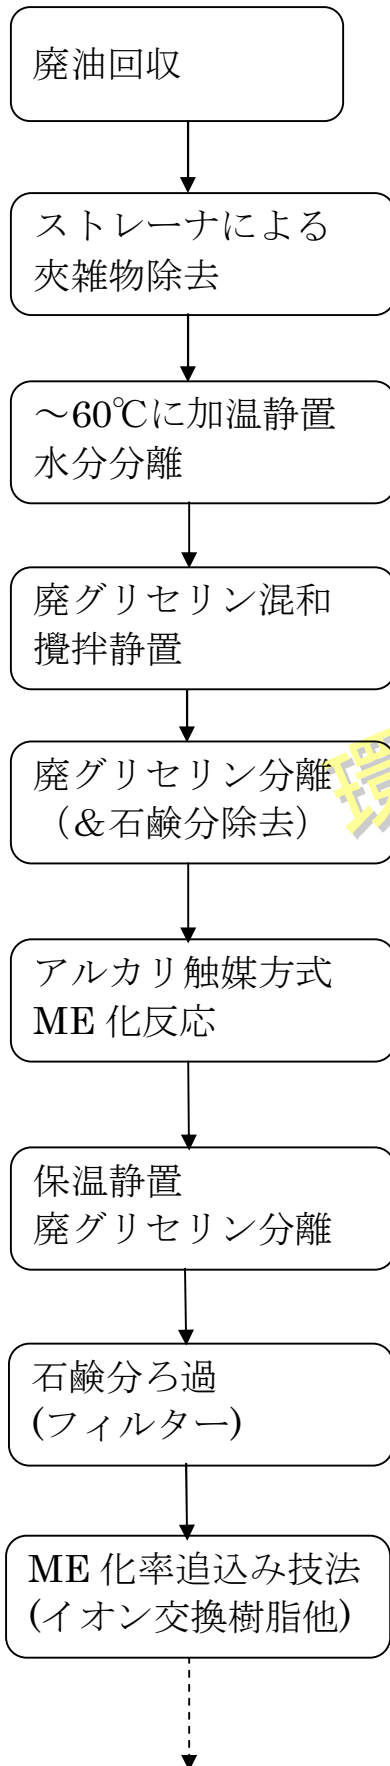 廃油回収
ストレーナによる
夾雑物除去
～60℃に加温静置
水分分離
廃グリセリン混和
攪拌静置
廃グリセリン分離
（&石鹸分除去）
環
アルカリ触媒方式
ME 化反応
保温静置
廃グリセリン分離
石鹸分ろ過
(フィルター)
ME 化率追込み技法
(イオン交換樹脂他)